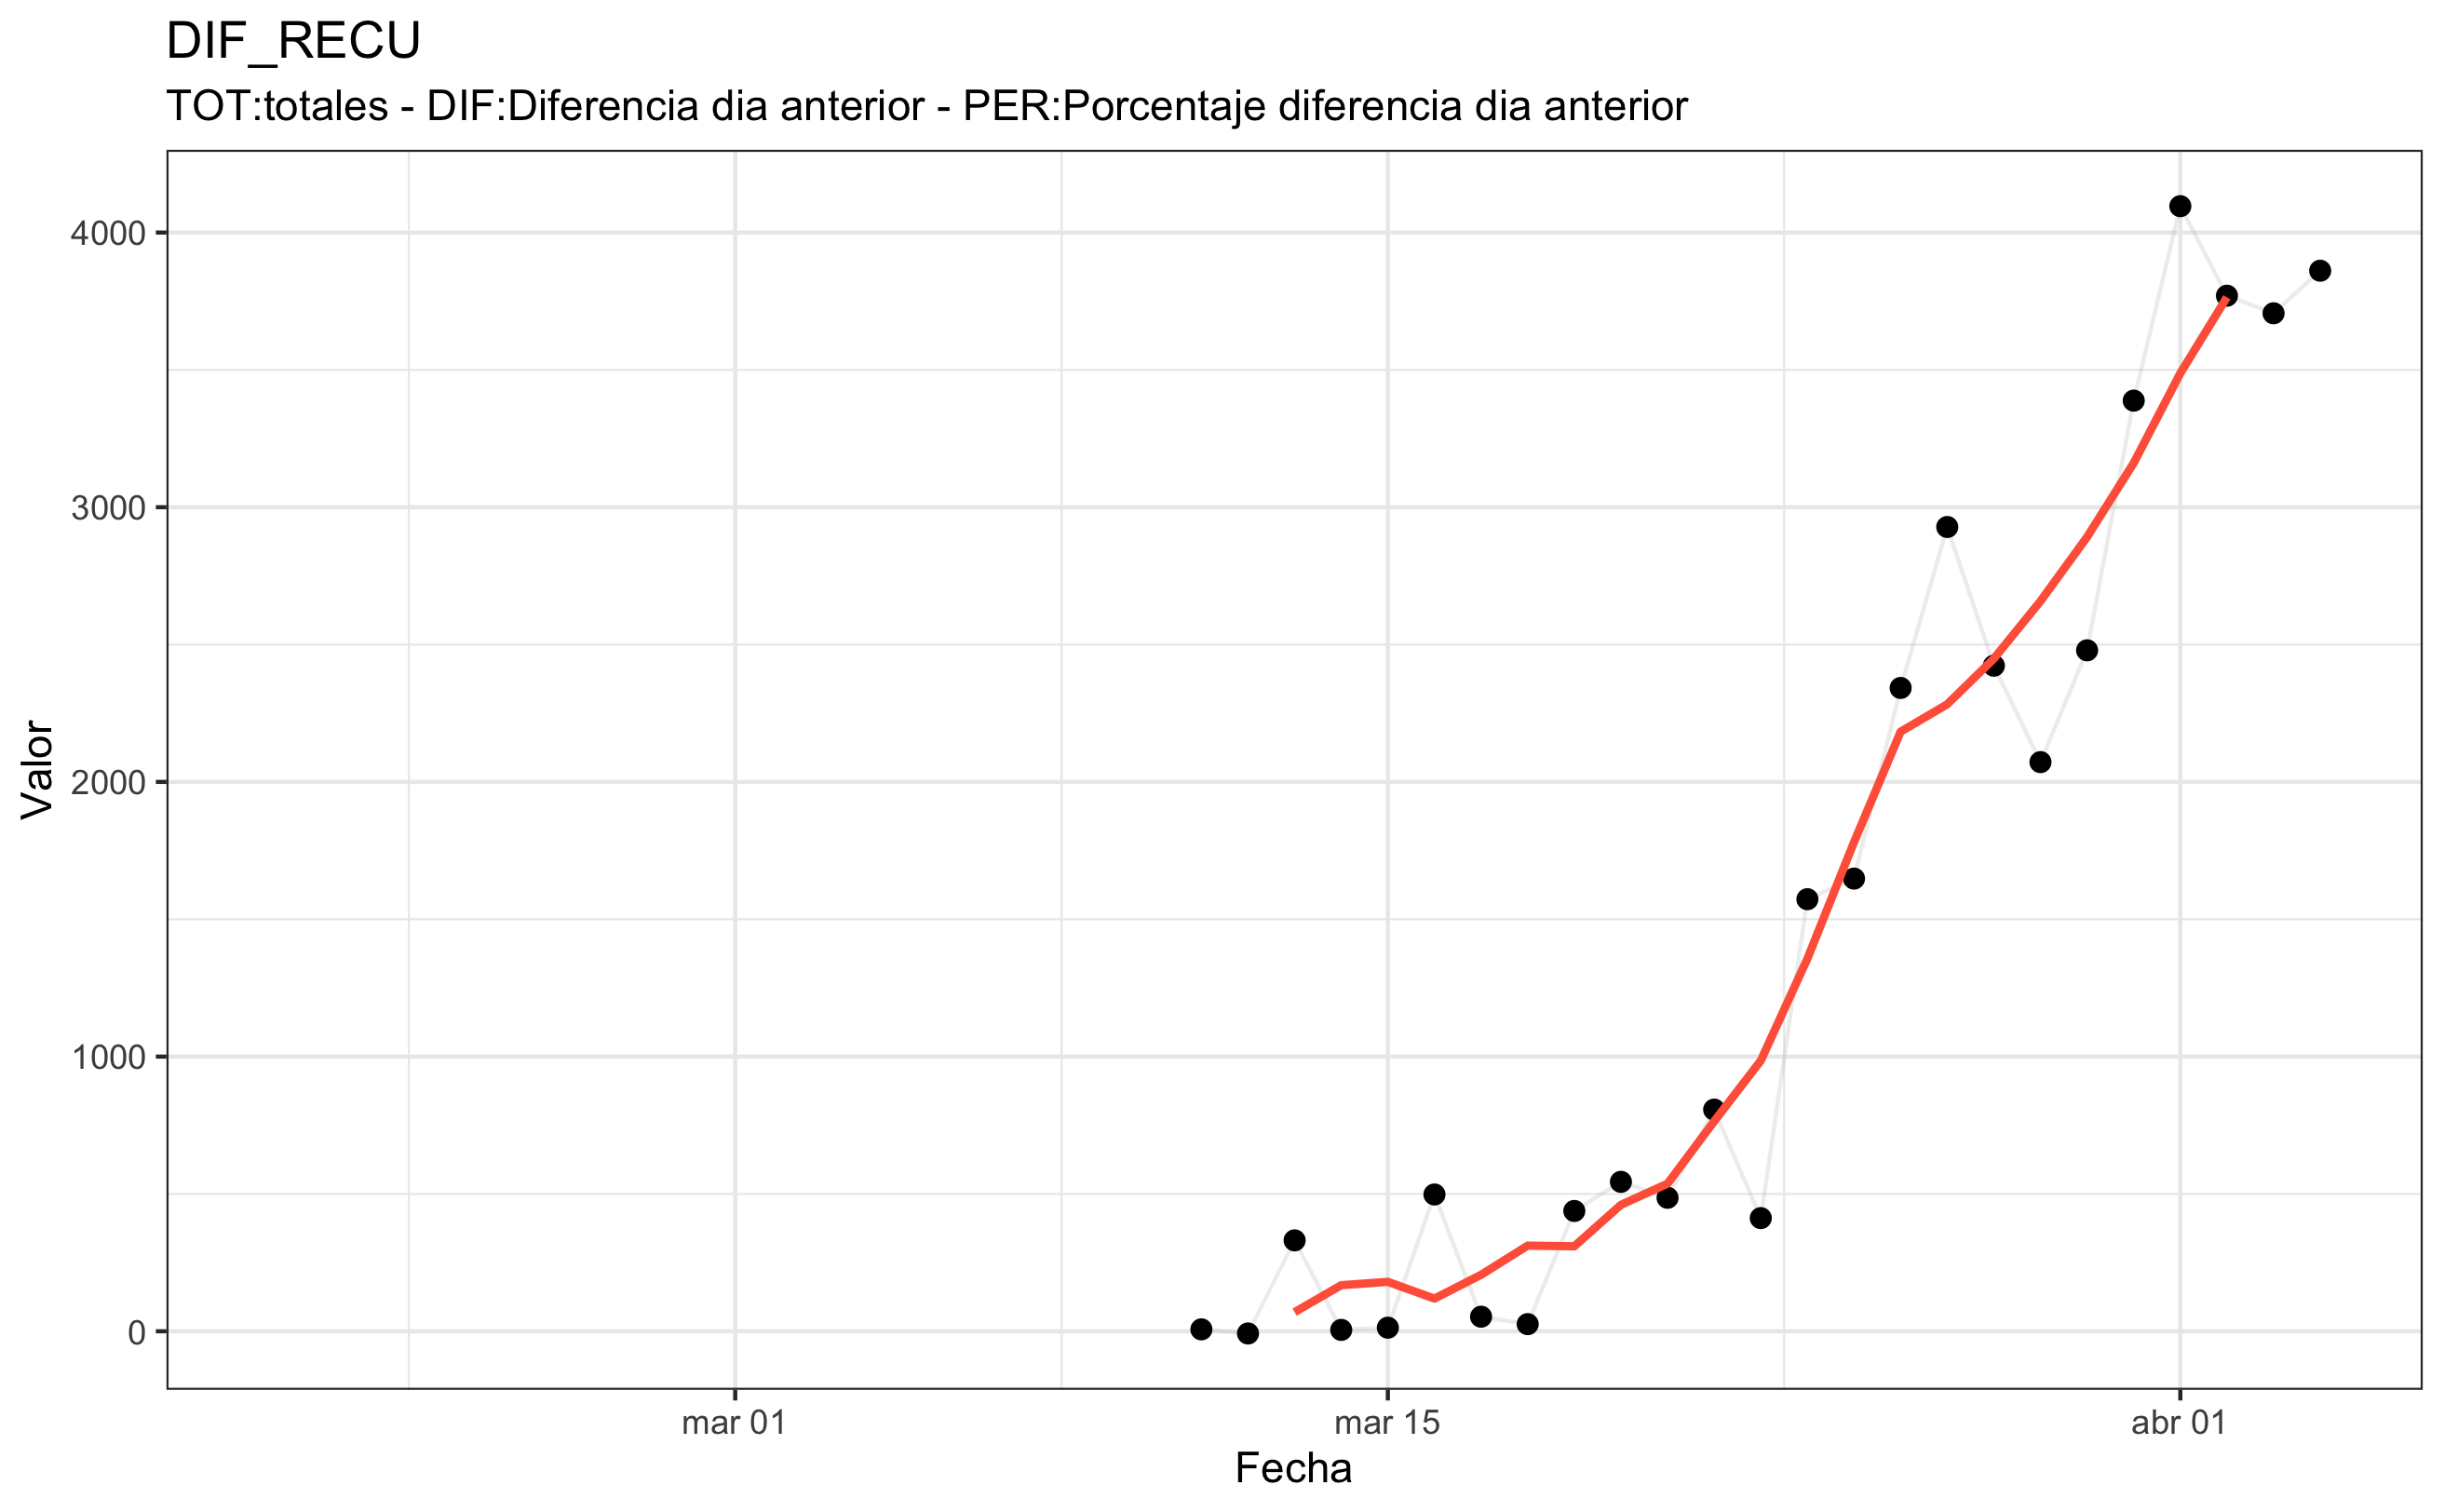 DIF_RECU
TOT:totales - DIF:Diferencia dia anterior - PER:Porcentaje diferencia dia anterior
4000
3000
2000
1000
0
Valor
mar 01
mar 15
abr 01
Fecha